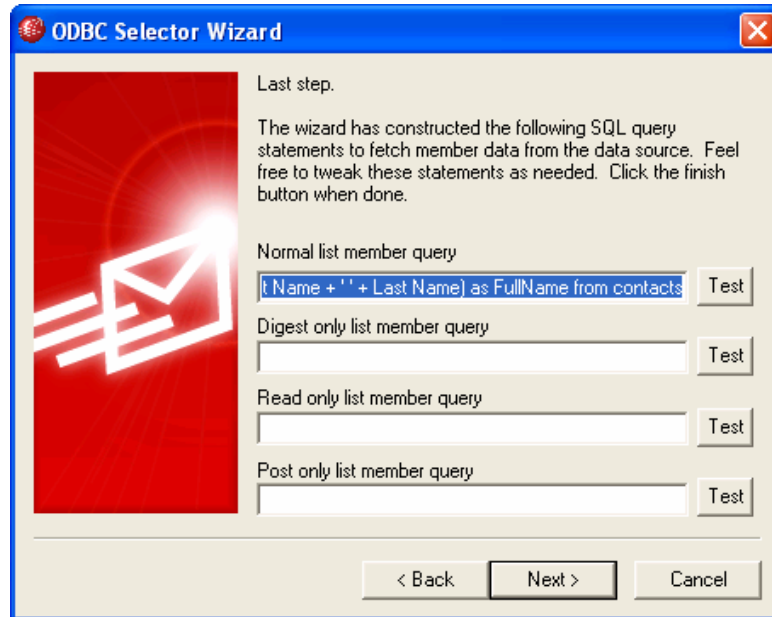 ODBC Selector Wizard
Last step.
The wizard has constructed the following SQL query
statements to fetch member data from the data source. Feel
free to tweak these statements as needed. Click the finish
button when done.
Normal list member query
t Name + ' ' + Last Name) as FullName from contacts
Test
Digest only list member query
Test
Read only list member query
Test
Post only list member query
Test
< Back
Next >
Cancel